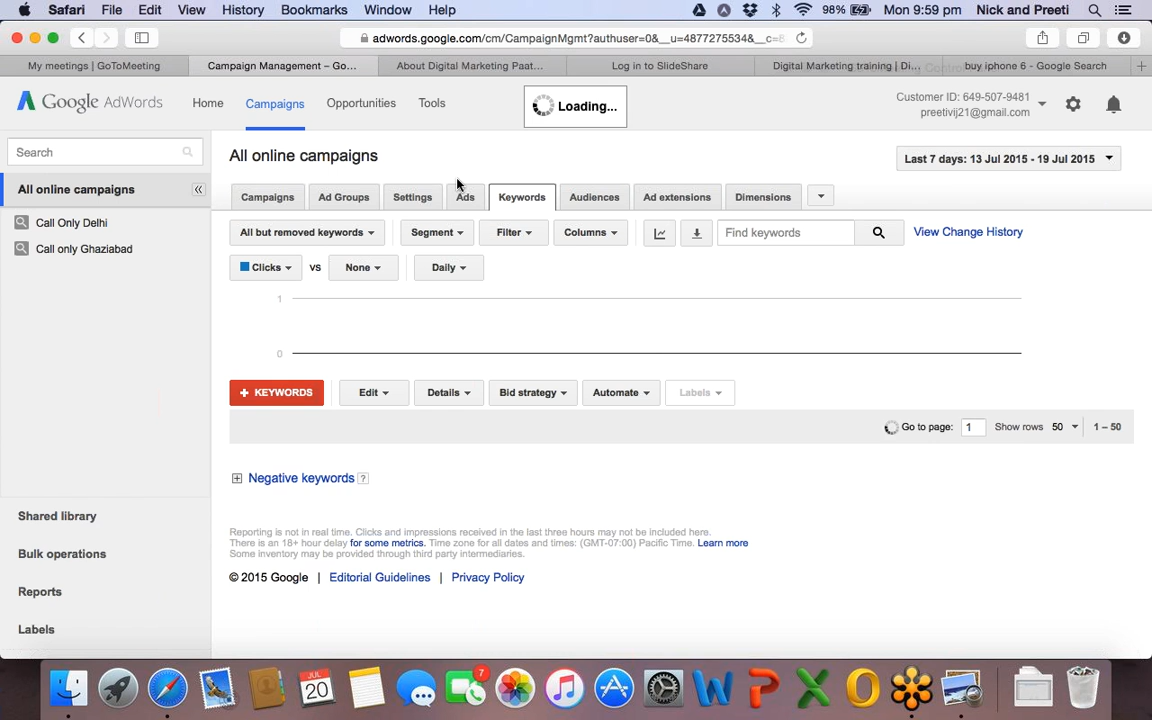 Safari File Edit View History Bookmarks Window Help 98% Mon 9:59 pm Nick and Preeti
adwords.google.com/cm/CampaignMgmt?authuser=0&__u=4877275534&__c=8
My meetings | GoToMeeting Campaign Management – Go... About Digital Marketing Paat... Log in to SlideShare Digital Marketing training | Di... buy iphone 6 - Google Search
Google AdWords Home Campaigns Opportunities Tools Loading... Customer ID: 649-507-9481
preetivij21@gmail.com
Search
All online campaigns
Last 7 days: 13 Jul 2015 - 19 Jul 2015
All online campaigns
Call Only Delhi
Call only Ghaziabad
Campaigns Ad Groups Settings Ads Keywords Audiences Ad extensions Dimensions
All but removed keywords Segment Filter Columns Find keywords View Change History
Clicks vs None Daily
1
0
+ KEYWORDS Edit Details Bid strategy Automate Labels
Go to page: 1 Show rows 50 1 – 50
Negative keywords ?
Shared library
Bulk operations
Reports
Labels
Reporting is not in real time. Clicks and impressions received in the last three hours may not be included here.
There is an 18+ hour delay for some metrics. Time zone for all dates and times: (GMT-07:00) Pacific Time. Learn more
Some inventory may be provided through third party intermediaries.
© 2015 Google | Editorial Guidelines | Privacy Policy
JUL
20
7